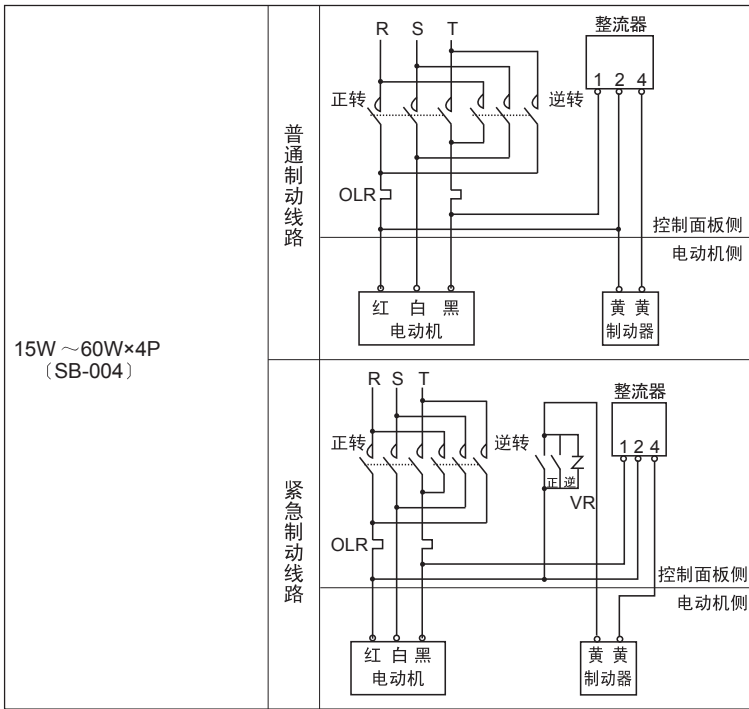 15W ～60W×4P
〔SB-004〕
普通制动线路
R S T
整流器
1 2 4
正转
逆转
OLR
控制面板侧
电动机侧
红 白 黑
电动机
黄 黄
制动器
紧急制动线路
R S T
整流器
正转
逆转
1 2 4
正 逆
VR
OLR
控制面板侧
电动机侧
红 白 黑
电动机
黄 黄
制动器